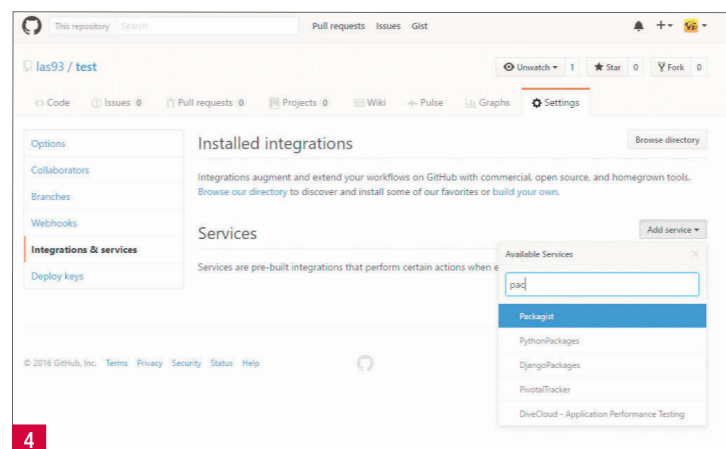 This repository Search
Pull requests Issues Gist
las93 / test
Unwatch 1
Star 0
Fork 0
Code
Issues 0
Pull requests 0
Projects 0
Wiki
Pulse
Graphs
Settings
Options
Collaborators
Branches
Webhooks
Integrations & services
Deploy keys
Installed integrations
Browse directory
Integrations augment and extend your workflows on GitHub with commercial, open source, and homegrown tools.
Browse our directory to discover and install some of our favorites or build your own.
Services
Add service
Services are pre-built integrations that perform certain actions when e
Available Services
pac
Packagist
PythonPackages
DjangoPackages
PivotalTracker
DiveCloud – Application Performance Testing
© 2016 GitHub, Inc. Terms Privacy Security Status Help
4